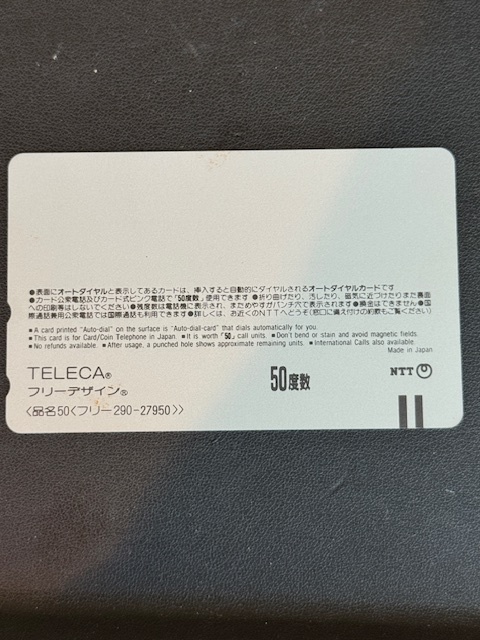 ●表面にオートダイヤルと表示してあるカードは、挿入すると自動的にダイヤルされるオートダイヤルカードです
●カード公衆電話及びカード式ピンク電話で「50度数」使用できます ●折り曲げたり、汚したり、磁気に近づけたりまた裏面
への印刷等はしないでください ●残度数は電話機に表示され、まためやすがパンチ穴で表示されます ●換金はできません ●国
際通話兼用公衆電話では国際通話も利用できます ●詳しくは、お近くのNTTへどうぞ(窓口に備え付けの約款もご覧ください)
■ A card printed "Auto-dial" on the surface is "Auto-dial-card" that dials automatically for you.
■ This card is for Card/Coin Telephone in Japan. ■ It is worth「50」call units. ■ Don't bend or stain and avoid magnetic fields.
■ No refunds available. ■ After usage, a punched hole shows approximate remaining units. ■ International Calls also available.
Made in Japan
TELECA® 50度数 NTT
フリーデザイン®
〈品名50〈フリー290-27950〉〉